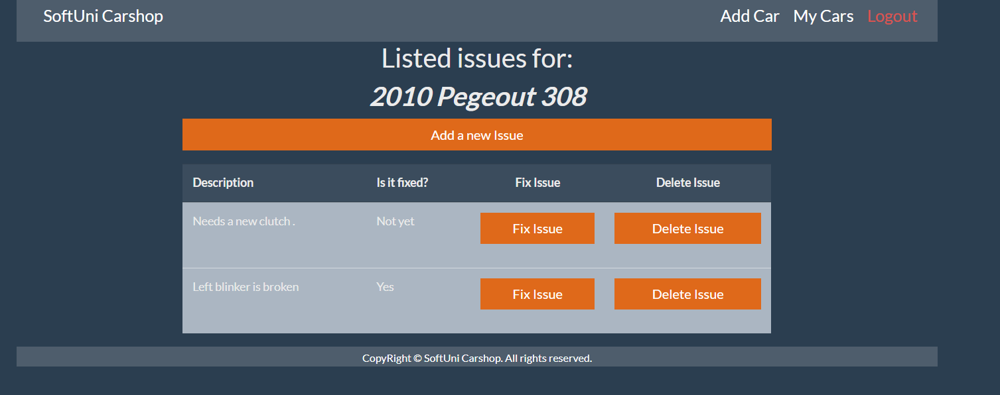 SoftUni Carshop Add Car My Cars Logout
Listed issues for:
2010 Pegeout 308
Add a new Issue
Description Is it fixed? Fix Issue Delete Issue
Needs a new clutch . Not yet Fix Issue Delete Issue
Left blinker is broken Yes Fix Issue Delete Issue
CopyRight © SoftUni Carshop. All rights reserved.